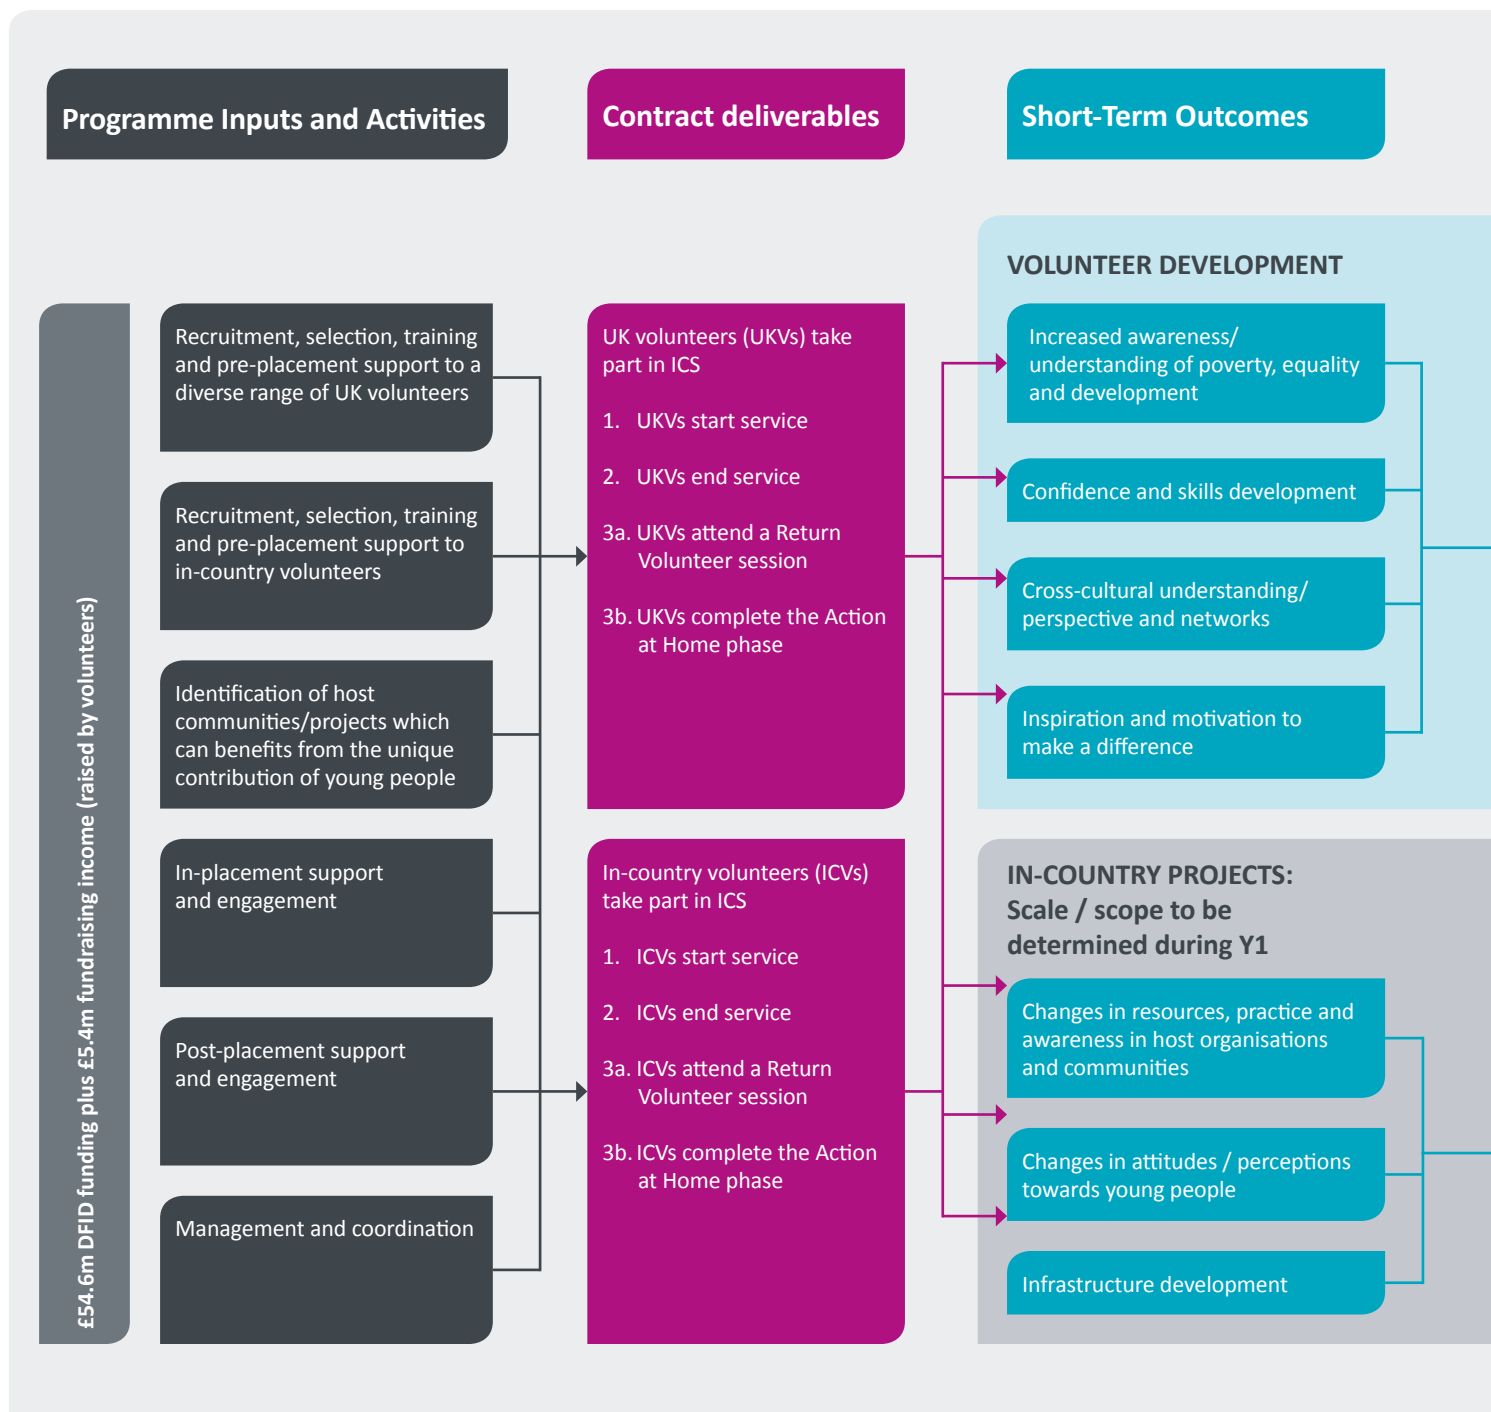 Programme Inputs and Activities
Contract deliverables
Short-Term Outcomes
£54.6m DFID funding plus £5.4m fundraising income (raised by volunteers)
Recruitment, selection, training
and pre-placement support to a
diverse range of UK volunteers
Recruitment, selection, training
and pre-placement support to
in-country volunteers
Identification of host
communities/projects which
can benefits from the unique
contribution of young people
In-placement support
and engagement
Post-placement support
and engagement
Management and coordination
UK volunteers (UKVs) take
part in ICS
1. UKVs start service
2. UKVs end service
3a. UKVs attend a Return
Volunteer session
3b. UKVs complete the Action
at Home phase
In-country volunteers (ICVs)
take part in ICS
1. ICVs start service
2. ICVs end service
3a. ICVs attend a Return
Volunteer session
3b. ICVs complete the Action
at Home phase
VOLUNTEER DEVELOPMENT
Increased awareness/
understanding of poverty, equality
and development
Confidence and skills development
Cross-cultural understanding/
perspective and networks
Inspiration and motivation to
make a difference
IN-COUNTRY PROJECTS:
Scale / scope to be
determined during Y1
Changes in resources, practice and
awareness in host organisations
and communities
Changes in attitudes / perceptions
towards young people
Infrastructure development